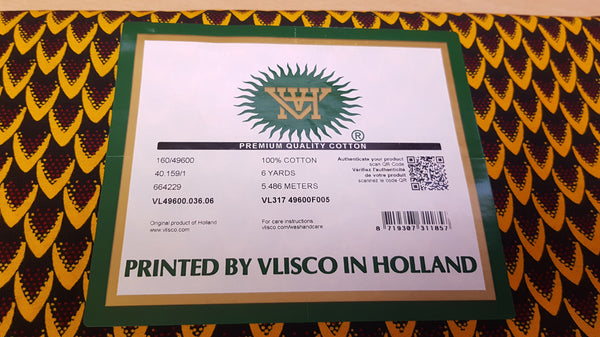 VH
®
PREMIUM QUALITY COTTON
160/49600
40.159/1
664229
VL49600.036.06
100% COTTON
6 YARDS
5.486 METERS
VL317 49600F005
Authenticate your product
scan QR Code
Vérifiez l'authenticité
de votre produit
scannez le code QR
Original product of Holland
www.vlisco.com
For care instructions
vlisco.com/washandcare
8 719307 311857
PRINTED BY VLISCO IN HOLLAND